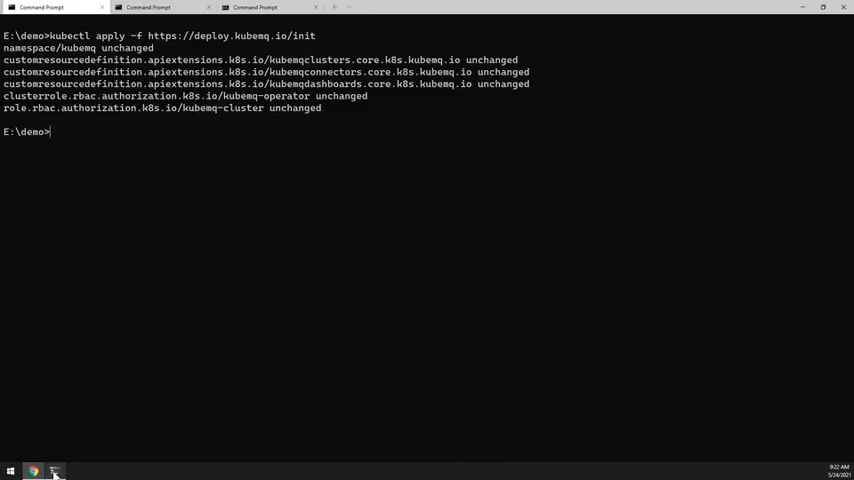 Command Prompt
Command Prompt
Command Prompt
E:\demo>kubectl apply -f https://deploy.kubemq.io/init
namespace/kubemq unchanged
customresourcedefinition.apiextensions.k8s.io/kubemqclusters.core.k8s.kubemq.io unchanged
customresourcedefinition.apiextensions.k8s.io/kubemqconnectors.core.k8s.kubemq.io unchanged
customresourcedefinition.apiextensions.k8s.io/kubemqdashboards.core.k8s.kubemq.io unchanged
clusterrole.rbac.authorization.k8s.io/kubemq-operator unchanged
role.rbac.authorization.k8s.io/kubemq-cluster unchanged
E:\demo>
9:22 AM
5/24/2021